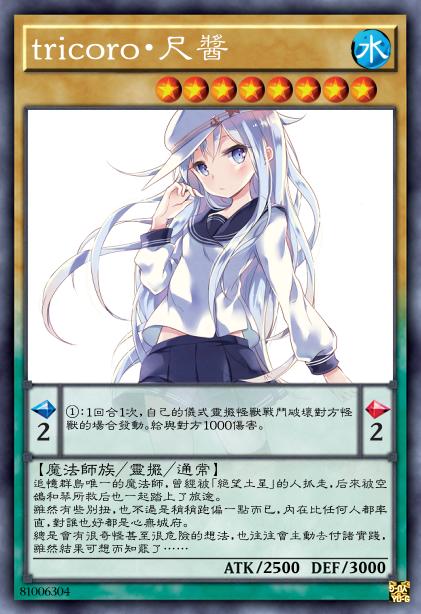 tricoro・尺醬
水
①：1回合1次，自己的儀式靈擺怪獸戰鬥破壞對方怪
獸的場合發動。給與對方1000傷害。
2
2
【魔法師族／靈擺／通常】
追憶群島唯一的魔法師，曾經被「絕望土星」的人抓走，后來被空
鴿和琴所救后也一起踏上了旅途。
雖然有些別扭，也不過是稍稍距偏一點而已，內在比任何人都率
直，對誰也好都是心無城府。
總是會有很奇怪甚至很危險的想法，也往往會主動去付諸實踐，
雖然結果可想而知罷了……
ATK/2500 DEF/3000
81006304